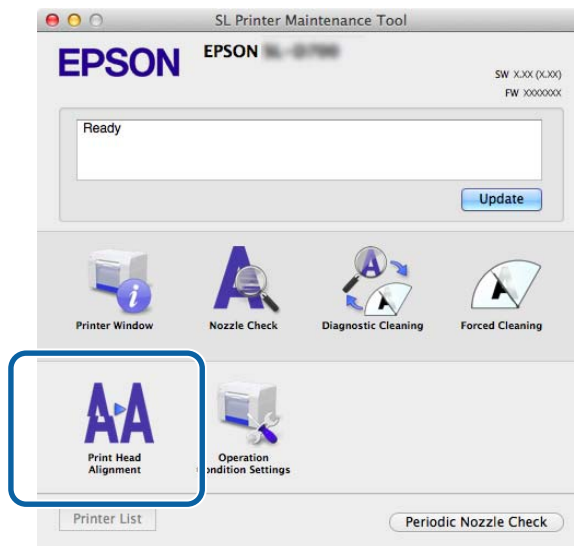 SL Printer Maintenance Tool
EPSON
EPSON
SW X.XX (X.XX)
FW XXXXXXX
Ready
Update
Printer Window
Nozzle Check
Diagnostic Cleaning
Forced Cleaning
Print Head
Alignment
Operation
ondition Settings
Printer List
Periodic Nozzle Check